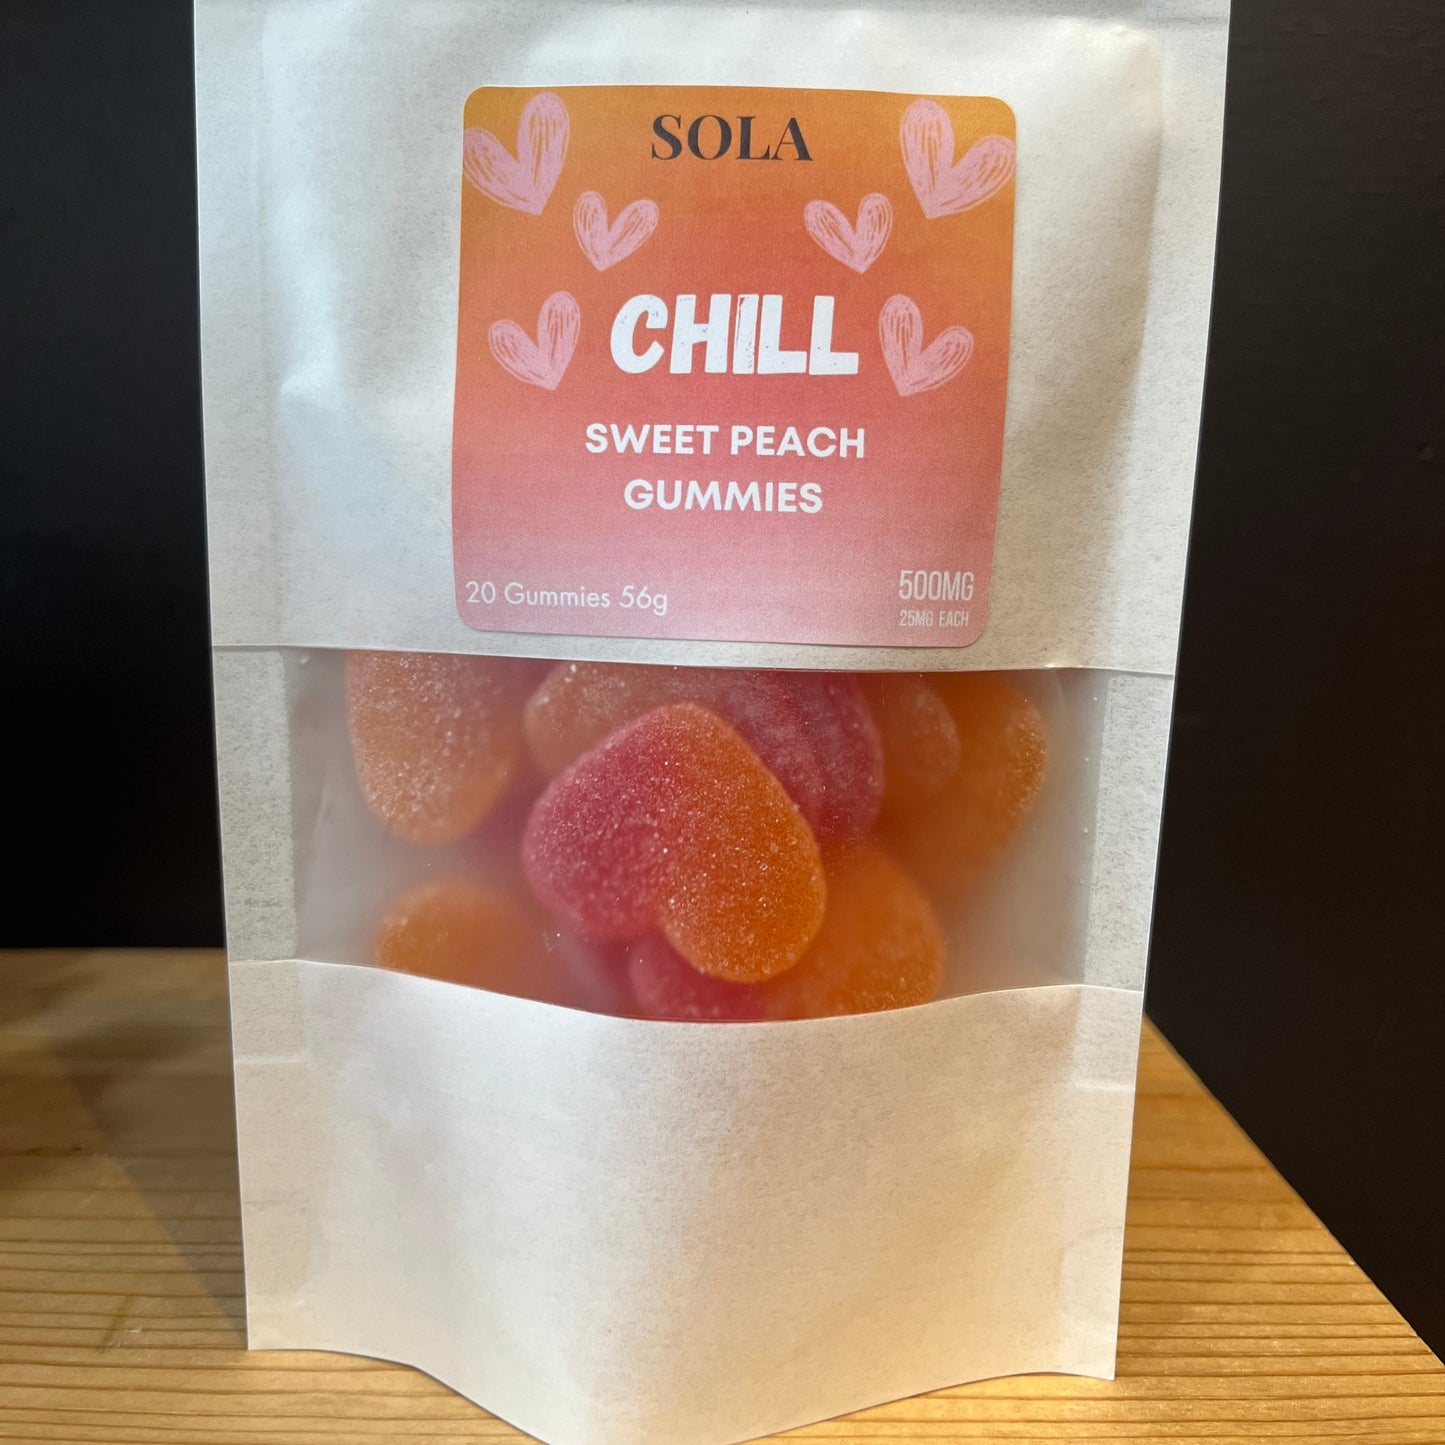 SOLA
CHILL
SWEET PEACH
GUMMIES
20 Gummies 56g
500MG
25MG EACH